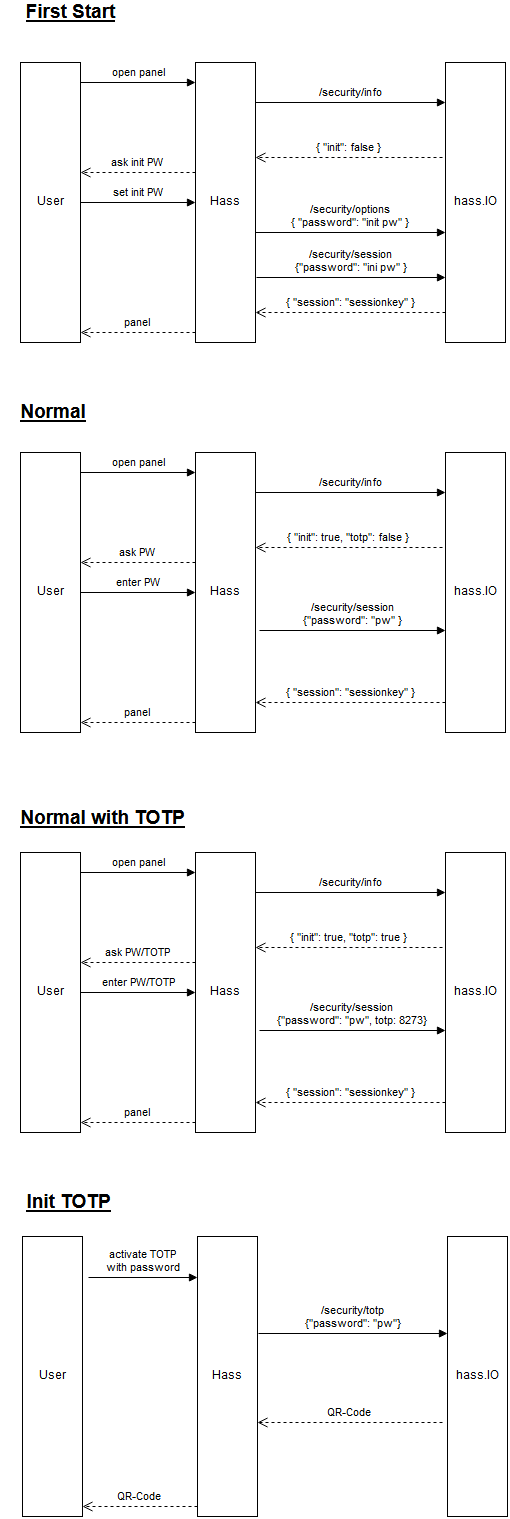 First Start
open panel
/security/info
{ "init": false }
ask init PW
set init PW
User
Hass
hass.IO
/security/options
{ "password": "init pw" }
/security/session
{"password": "ini pw" }
{ "session": "sessionkey" }
panel
Normal
open panel
/security/info
{ "init": true, "totp": false }
ask PW
enter PW
User
Hass
hass.IO
/security/session
{"password": "pw" }
{ "session": "sessionkey" }
panel
Normal with TOTP
open panel
/security/info
{ "init": true, "totp": true }
ask PW/TOTP
enter PW/TOTP
User
Hass
hass.IO
/security/session
{"password": "pw", totp: 8273}
{ "session": "sessionkey" }
panel
Init TOTP
activate TOTP
with password
/security/totp
{"password": "pw"}
User
Hass
hass.IO
QR-Code
QR-Code